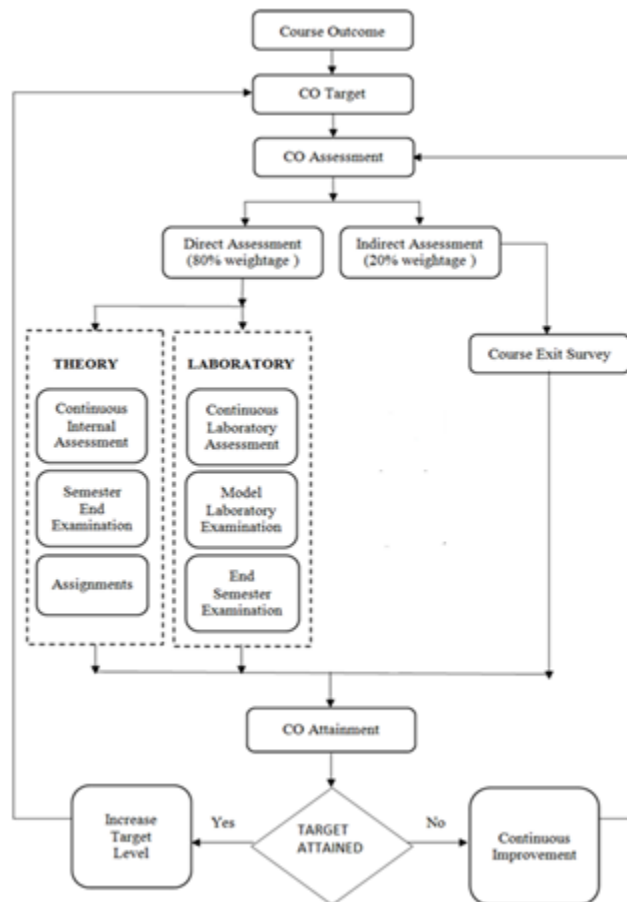 Course Outcome
CO Target
CO Assessment
Direct Assessment
(80% weightage )
Indirect Assessment
(20% weightage )
Course Exit Survey
THEORY
Continuous
Internal
Assessment
Semester
End
Examination
Assignments
LABORATORY
Continuous
Laboratory
Assessment
Model
Laboratory
Examination
End
Semester
Examination
CO Attainment
TARGET
ATTAINED
Yes
Increase
Target
Level
No
Continuous
Improvement